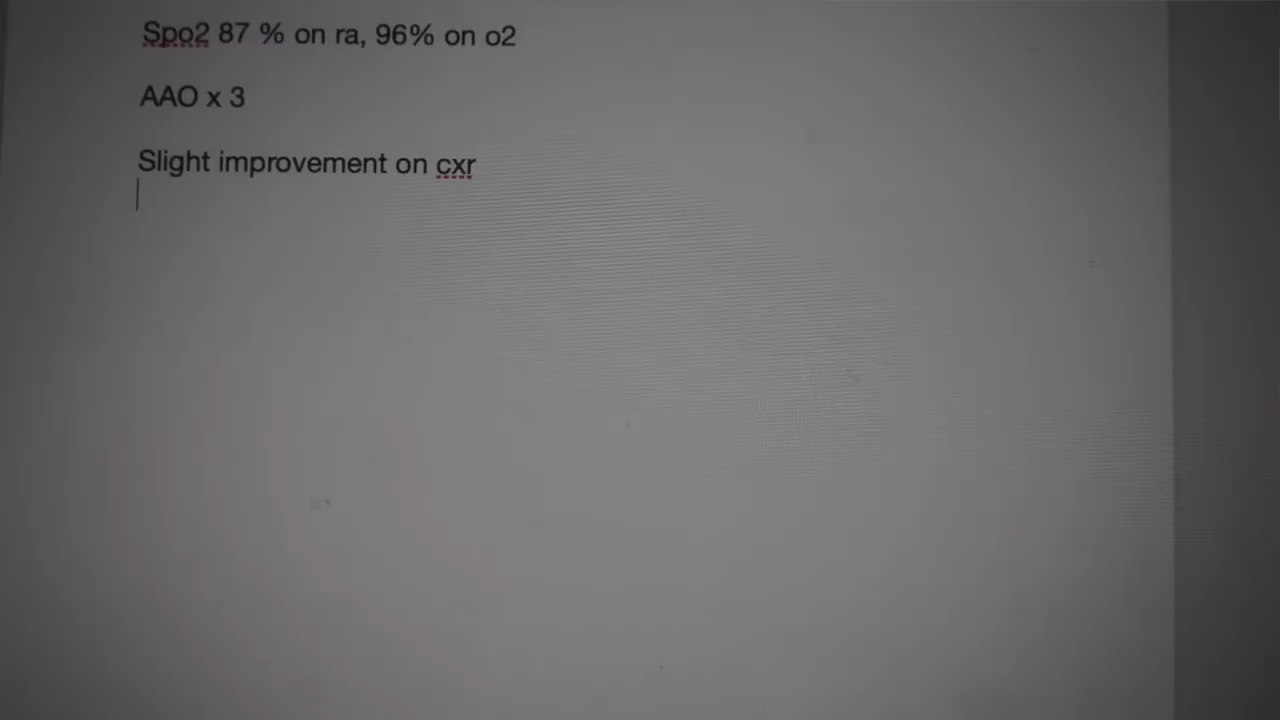 Spo2 87 % on ra, 96% on o2
AAO x 3
Slight improvement on cxr